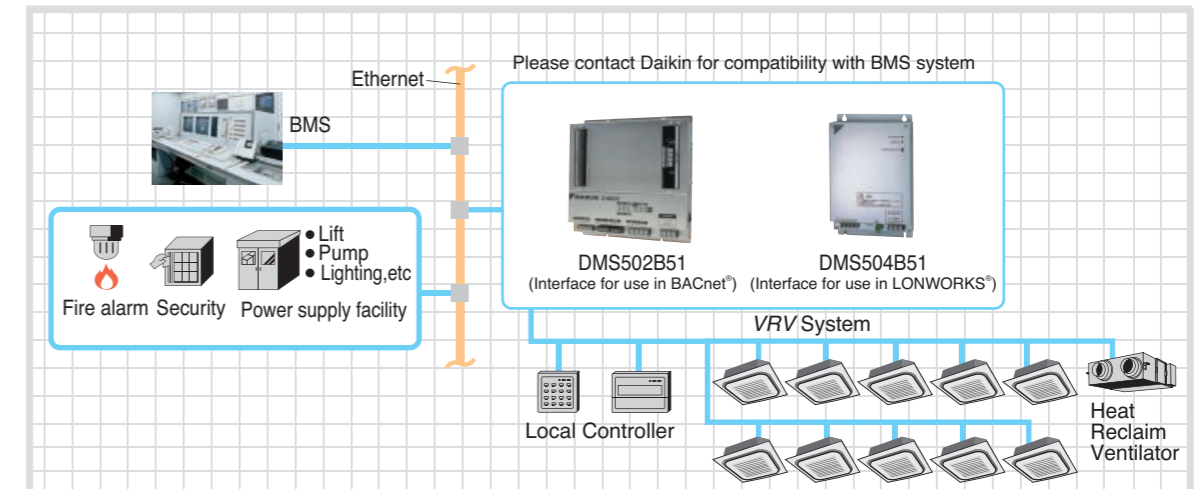 Please contact Daikin for compatibility with BMS system
Ethernet
BMS
DAIKIN
Lift
Pump
Lighting,etc
Fire alarm
Security
Power supply facility
DMS502B51
(Interface for use in BACnet®)
DMS504B51
(Interface for use in LONWORKS®)
VRV System
Local Controller
Heat
Reclaim
Ventilator